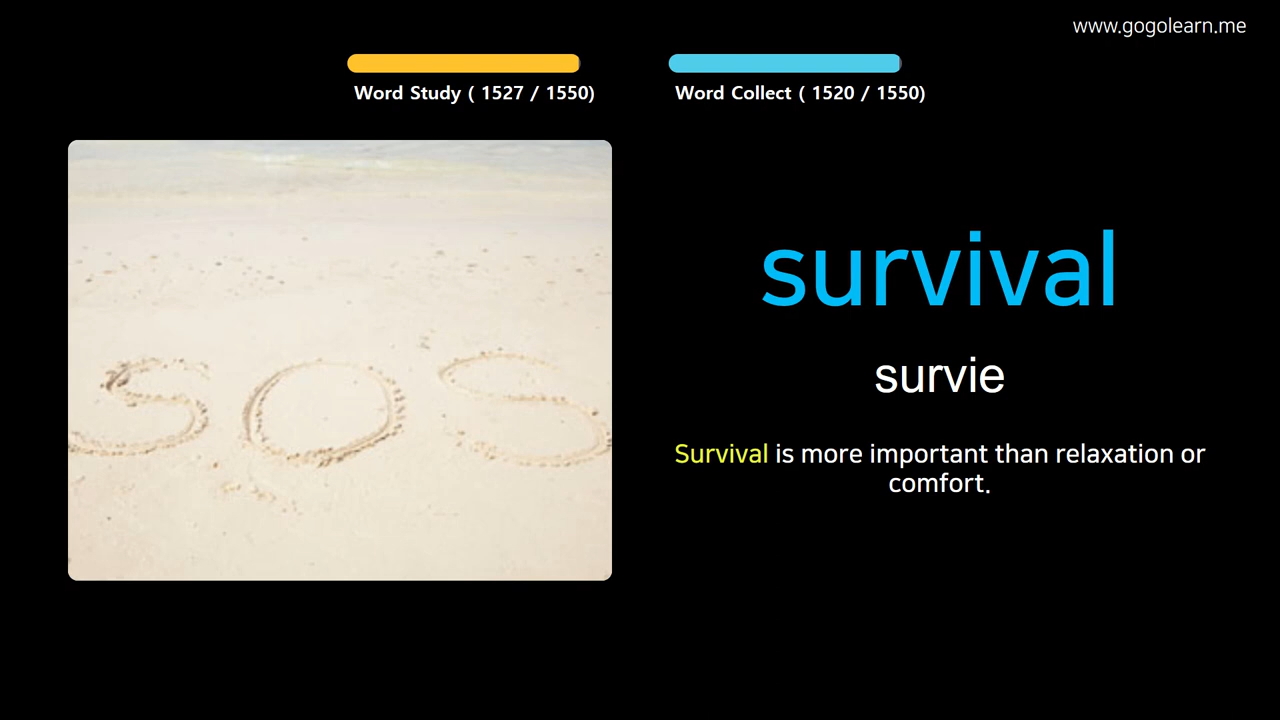 www.gogolearn.me
Word Study ( 1527 / 1550)
Word Collect ( 1520 / 1550)
SOS
survival
survie
Survival is more important than relaxation or
comfort.